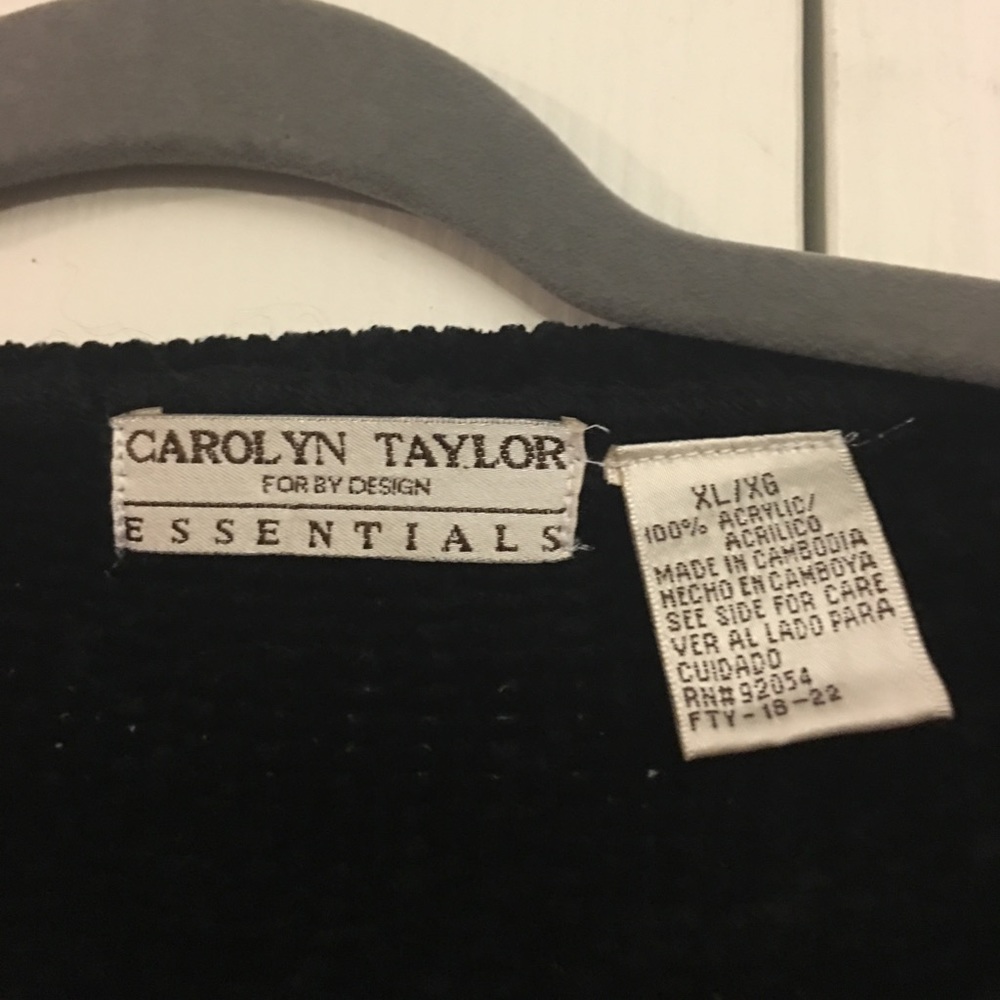 CAROLYN TAYLOR
FOR BY DESIGN
ESSENTIALS
XL/XG
100% ACRYLIC/
ACRILICO
MADE IN CAMBODIA
HECHO EN CAMBOYA
SEE SIDE FOR CARE
VER AL LADO PARA
CUIDADO
RN#92054
FTY-18-22